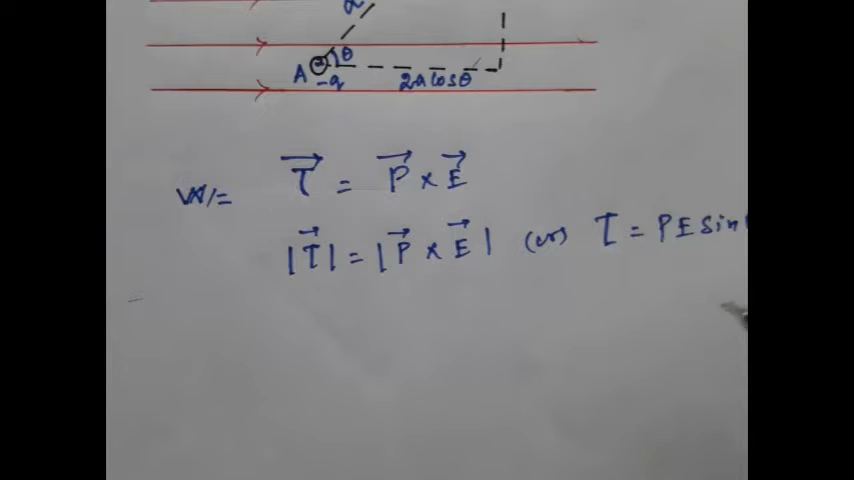 θ
A -q 2a cosθ
τ = P × E
|τ| = |P × E| (or) τ = PE sin